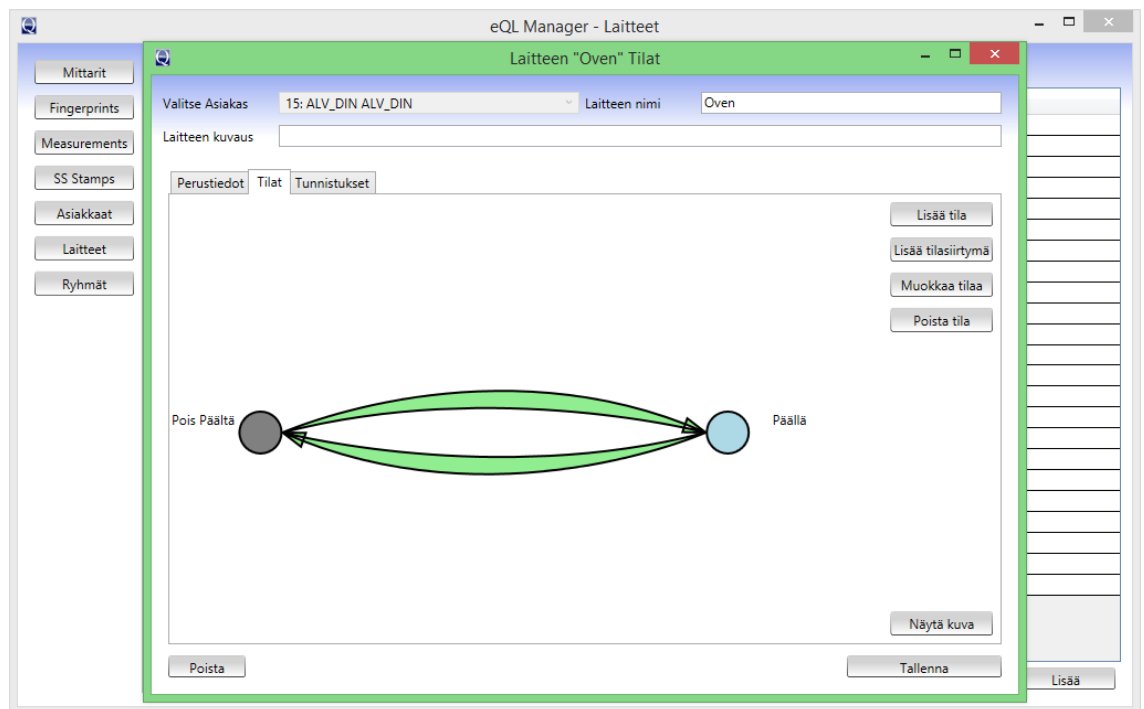 eQL Manager - Laitteet
Laitteen "Oven" Tilat
Mittarit
Fingerprints
Measurements
SS Stamps
Asiakkaat
Laitteet
Ryhmät
Valitse Asiakas 15: ALV_DIN ALV_DIN Laitteen nimi Oven
Laitteen kuvaus
Perustiedot Tilat Tunnistukset
Lisää tila
Lisää tilasiirtymä
Muokkaa tilaa
Poista tila
Pois Päältä Päällä
Näytä kuva
Poista Tallenna
Lisää